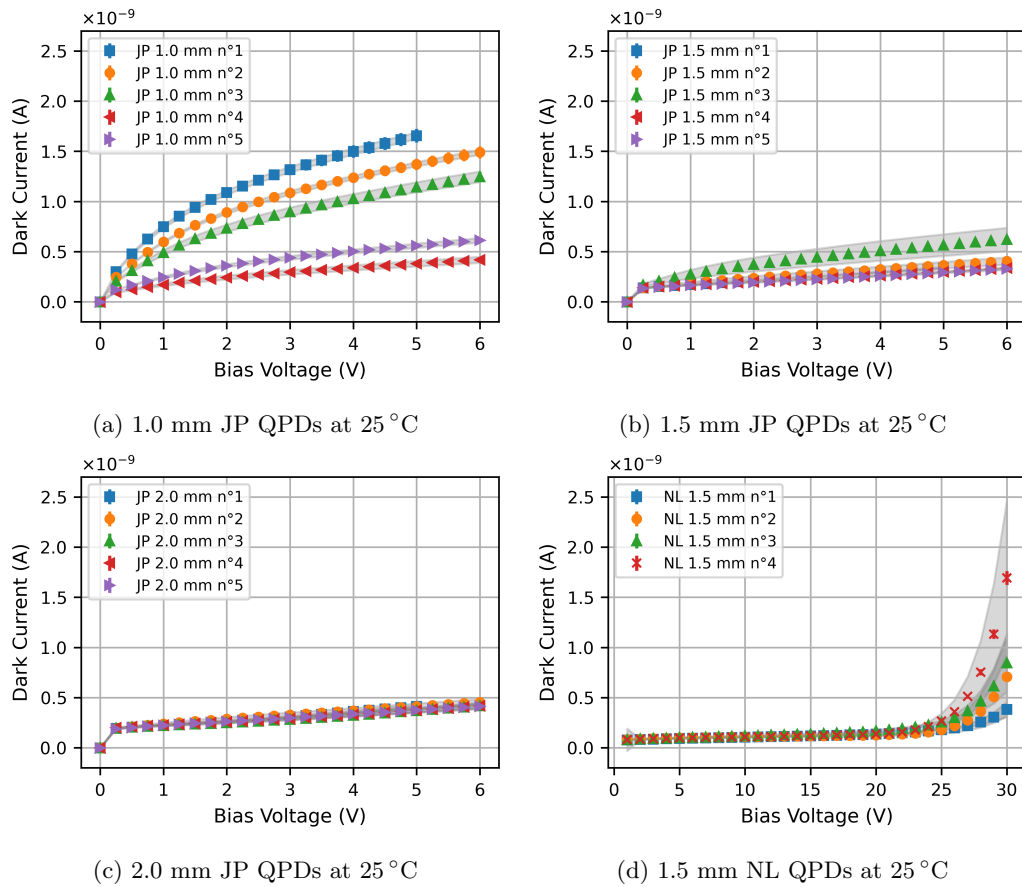 ×10⁻⁹
2.5
2.0
1.5
1.0
0.5
0.0
Dark Current (A)
JP 1.0 mm n°1
JP 1.0 mm n°2
JP 1.0 mm n°3
JP 1.0 mm n°4
JP 1.0 mm n°5
0 1 2 3 4 5 6
Bias Voltage (V)
(a) 1.0 mm JP QPDs at 25 °C
×10⁻⁹
2.5
2.0
1.5
1.0
0.5
0.0
Dark Current (A)
JP 1.5 mm n°1
JP 1.5 mm n°2
JP 1.5 mm n°3
JP 1.5 mm n°4
JP 1.5 mm n°5
0 1 2 3 4 5 6
Bias Voltage (V)
(b) 1.5 mm JP QPDs at 25 °C
×10⁻⁹
2.5
2.0
1.5
1.0
0.5
0.0
Dark Current (A)
JP 2.0 mm n°1
JP 2.0 mm n°2
JP 2.0 mm n°3
JP 2.0 mm n°4
JP 2.0 mm n°5
0 1 2 3 4 5 6
Bias Voltage (V)
(c) 2.0 mm JP QPDs at 25 °C
×10⁻⁹
2.5
2.0
1.5
1.0
0.5
0.0
Dark Current (A)
NL 1.5 mm n°1
NL 1.5 mm n°2
NL 1.5 mm n°3
NL 1.5 mm n°4
0 5 10 15 20 25 30
Bias Voltage (V)
(d) 1.5 mm NL QPDs at 25 °C